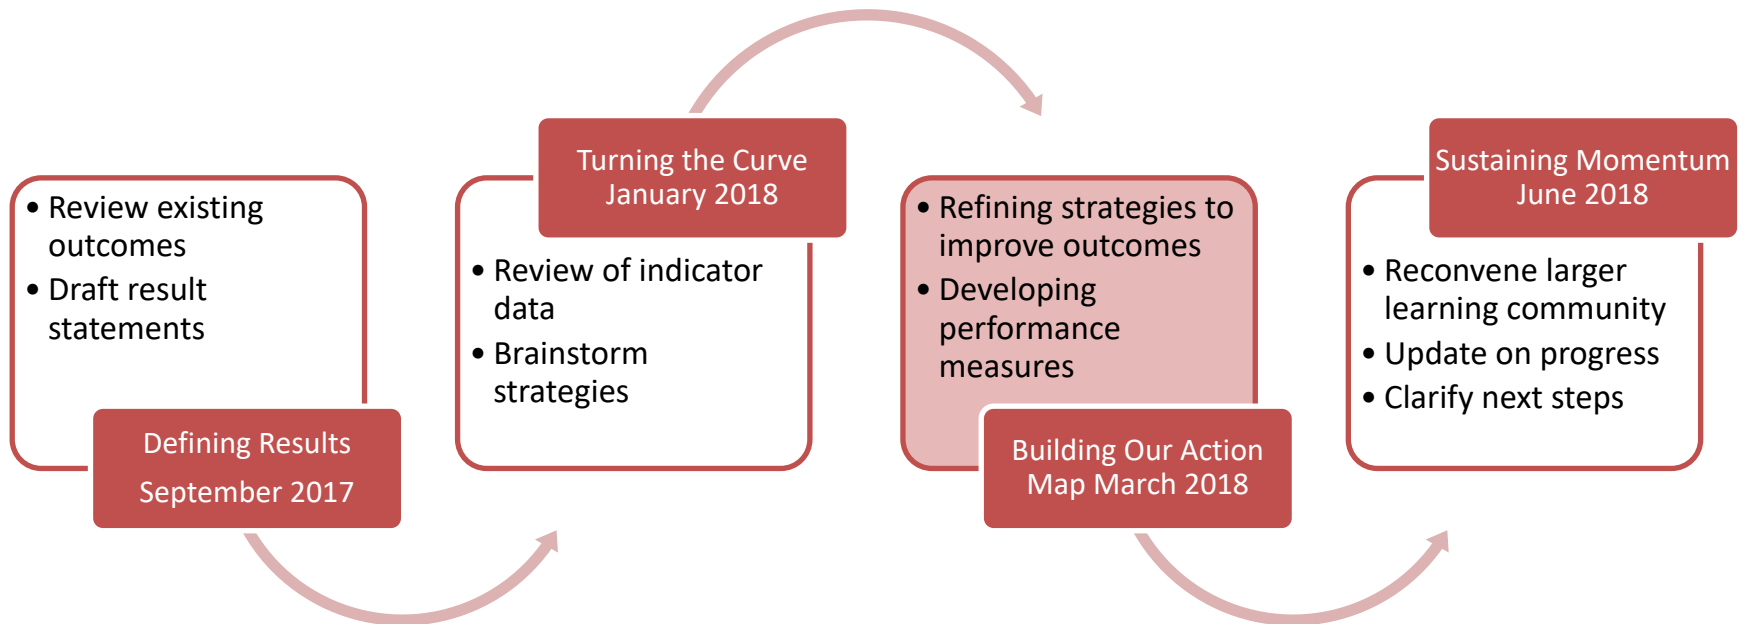 • Review existing
outcomes
• Draft result
statements
Defining Results
September 2017
Turning the Curve
January 2018
• Review of indicator
data
• Brainstorm
strategies
• Refining strategies to
improve outcomes
• Developing
performance
measures
Building Our Action
Map March 2018
Sustaining Momentum
June 2018
• Reconvene larger
learning community
• Update on progress
• Clarify next steps